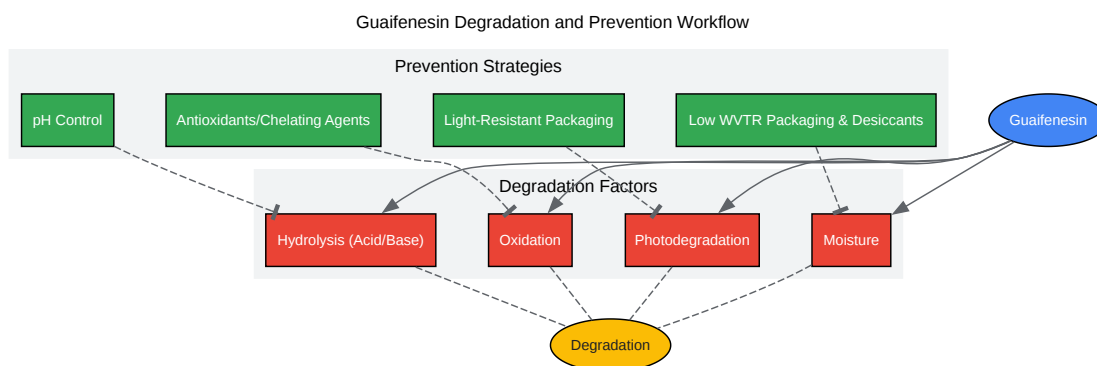 Guaifenesin Degradation and Prevention Workflow
Prevention Strategies
pH Control
Antioxidants/Chelating Agents
Light-Resistant Packaging
Low WVTR Packaging & Desiccants
Guaifenesin
Degradation Factors
Hydrolysis (Acid/Base)
Oxidation
Photodegradation
Moisture
Degradation